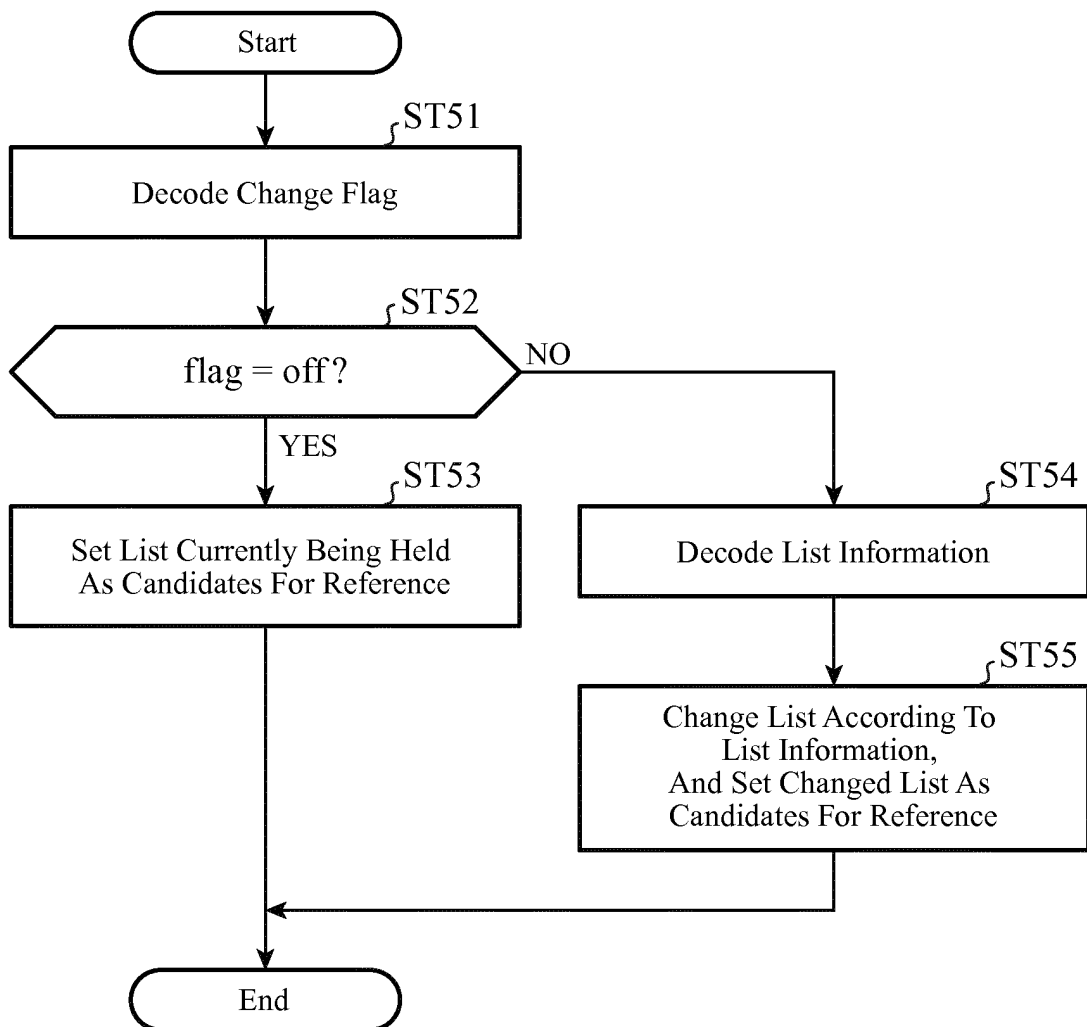 Start
ST51
Decode Change Flag
ST52
flag = off?
NO
YES
ST53
Set List Currently Being Held
As Candidates For Reference
ST54
Decode List Information
ST55
Change List According To
List Information,
And Set Changed List As
Candidates For Reference
End